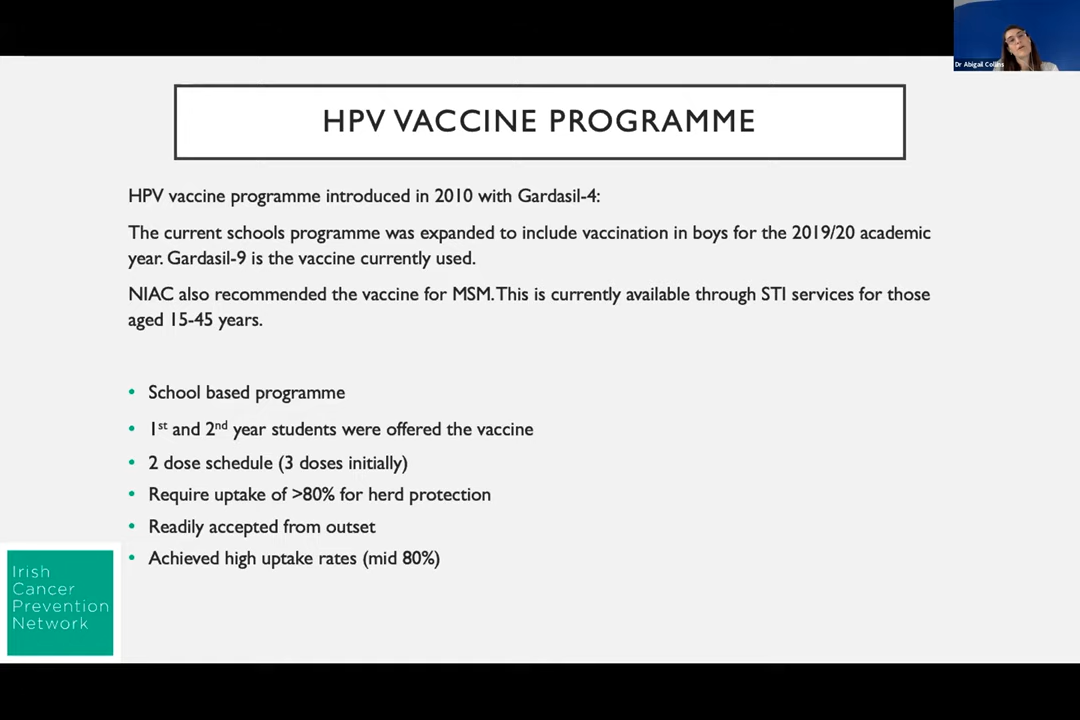 Dr Abigail Collins
HPV VACCINE PROGRAMME
HPV vaccine programme introduced in 2010 with Gardasil-4:
The current schools programme was expanded to include vaccination in boys for the 2019/20 academic
year. Gardasil-9 is the vaccine currently used.
NIAC also recommended the vaccine for MSM. This is currently available through STI services for those
aged 15-45 years.
• School based programme
• 1st and 2nd year students were offered the vaccine
• 2 dose schedule (3 doses initially)
• Require uptake of >80% for herd protection
• Readily accepted from outset
• Achieved high uptake rates (mid 80%)
Irish
Cancer
Prevention
Network